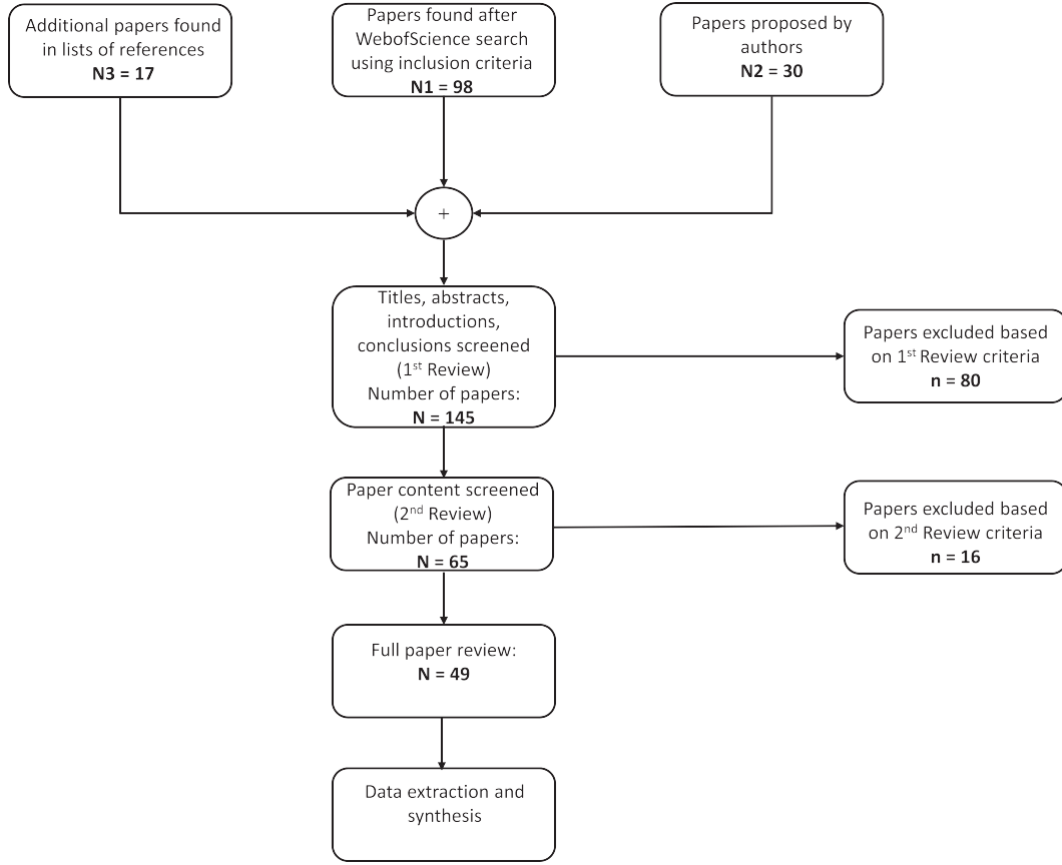 Additional papers found
in lists of references
N3 = 17
Papers found after
WebofScience search
using inclusion criteria
N1 = 98
Papers proposed by
authors
N2 = 30
+
Titles, abstracts,
introductions,
conclusions screened
(1st Review)
Number of papers:
N = 145
Papers excluded based
on 1st Review criteria
n = 80
Paper content screened
(2nd Review)
Number of papers:
N = 65
Papers excluded based
on 2nd Review criteria
n = 16
Full paper review:
N = 49
Data extraction and
synthesis